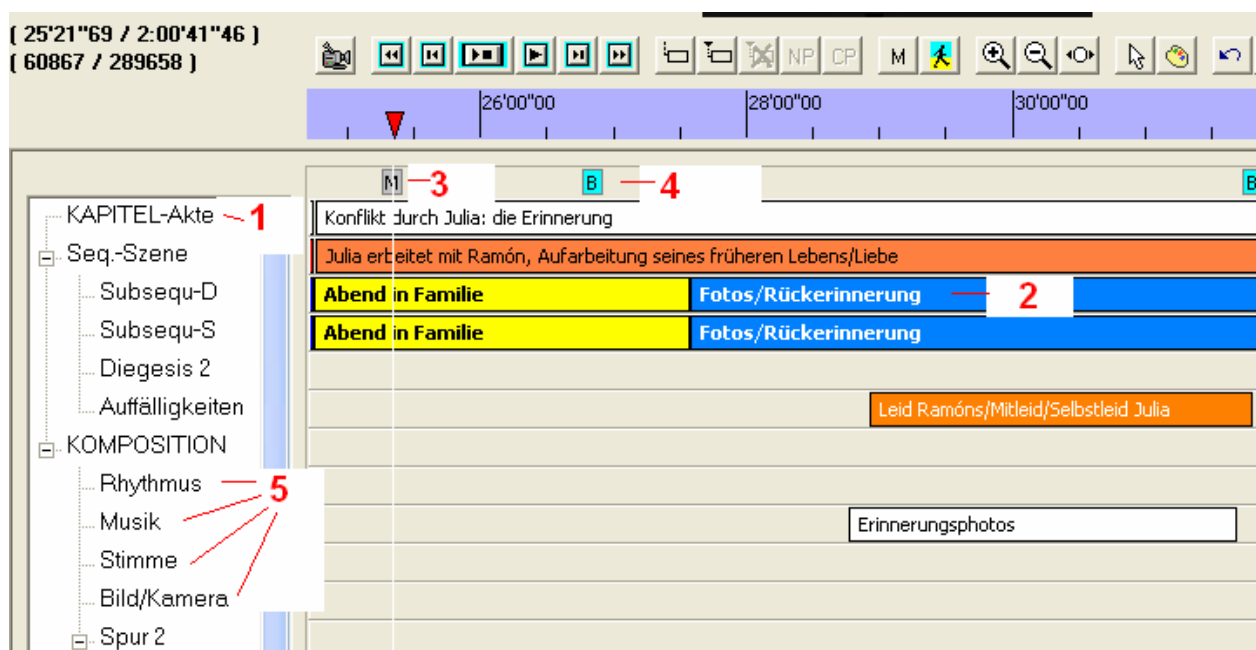 ( 25'21"69 / 2:00'41"46 )
( 60867 / 289658 )
NP CP M
26'00"00 28'00"00 30'00"00
M 3 B 4 B
KAPITEL-Akte 1 Konflikt durch Julia: die Erinnerung
Seq.-Szene Julia erbeitet mit Ramón, Aufarbeitung seines früheren Lebens/Liebe
Subsequ-D Abend in Familie Fotos/Rückerinnerung 2
Subsequ-S Abend in Familie Fotos/Rückerinnerung
Diegesis 2
Auffälligkeiten Leid Ramóns/Mitleid/Selbstleid Julia
KOMPOSITION
Rhythmus 5
Musik Erinnerungsphotos
Stimme
Bild/Kamera
Spur 2